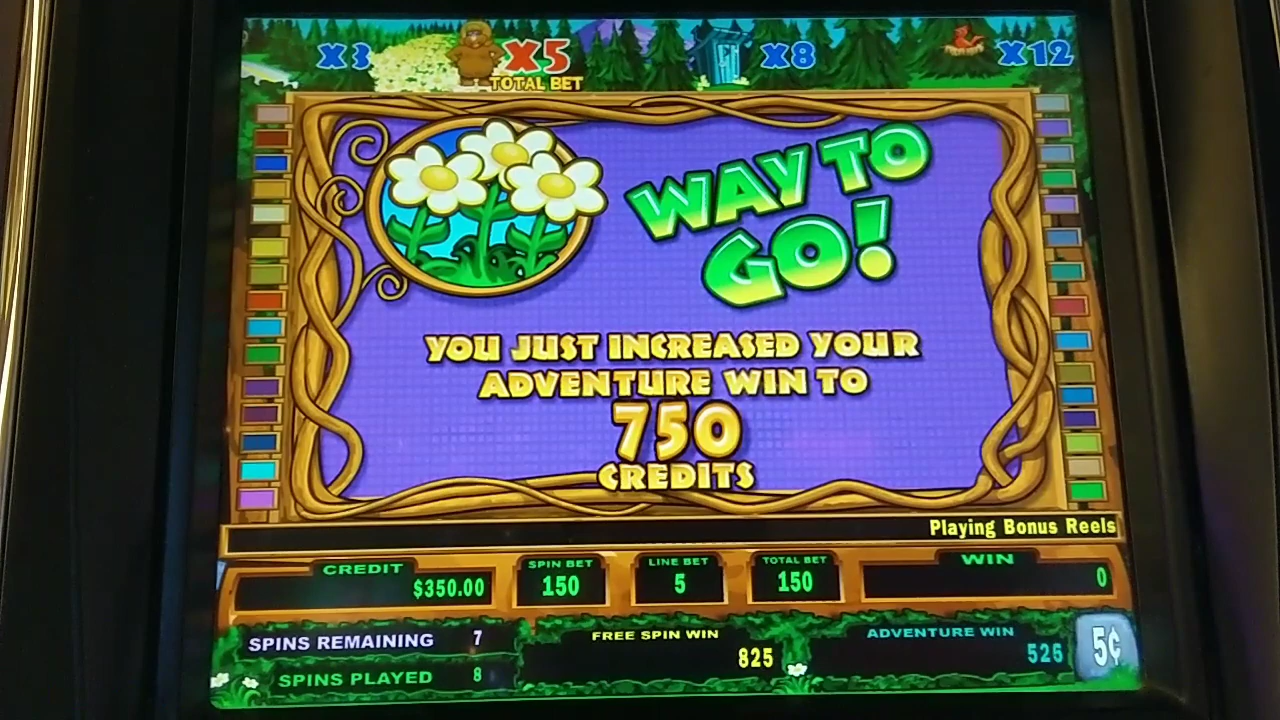 X3 X5 X8 X12
TOTAL BET
WAY TO
GO!
YOU JUST INCREASED YOUR
ADVENTURE WIN TO
750
CREDITS
Playing Bonus Reels
CREDIT SPIN BET LINE BET TOTAL BET WIN
$350.00 150 5 150 0
SPINS REMAINING 7 FREE SPIN WIN ADVENTURE WIN
825 526 5¢
SPINS PLAYED 8